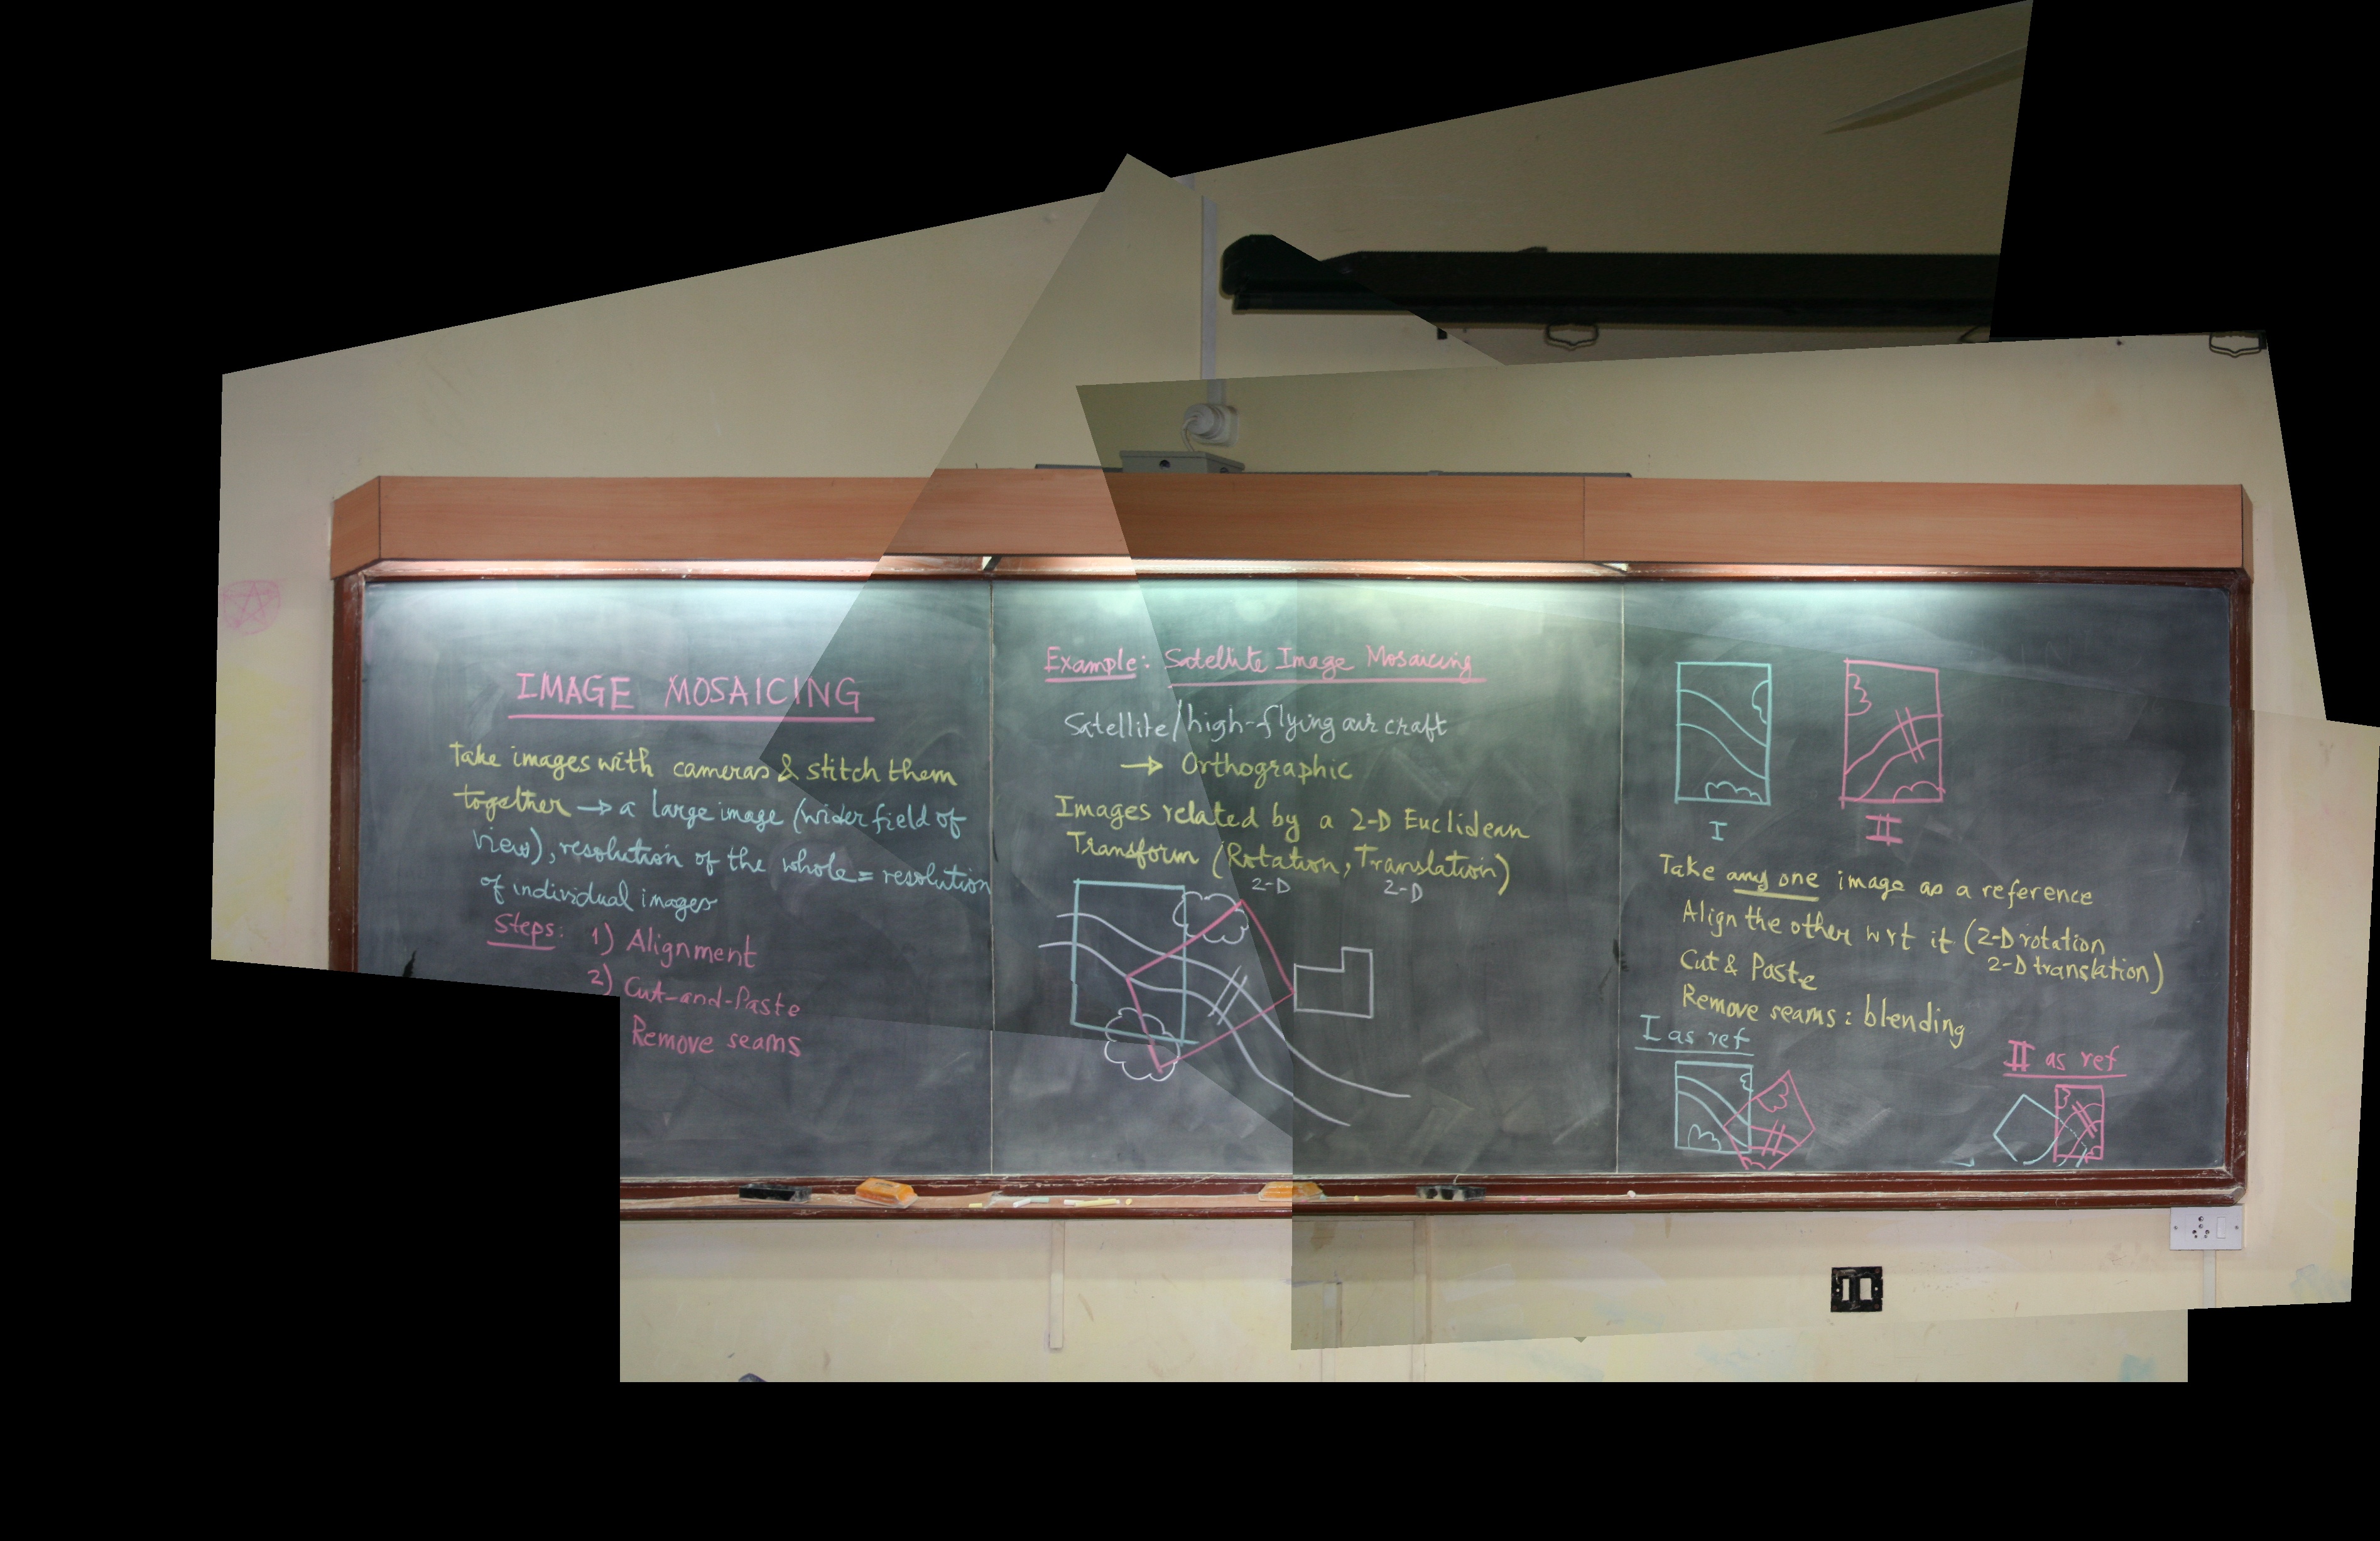 IMAGE MOSAICING
Take images with cameras & stitch them
together → a large image (wider field of
view), resolution of the whole = resolution
of individual images
Steps: 1) Alignment
2) Cut-and-Paste
Remove seams
Example: Satellite Image Mosaicing
Satellite/high-flying air craft
→ Orthographic
Images related by a 2-D Euclidean
Transform (Rotation, Translation)
2-D 2-D
I II
Take any one image as a reference
Align the other wrt it (2-D rotation
2-D translation)
Cut & Paste
Remove seams: blending
I as ref
II as ref